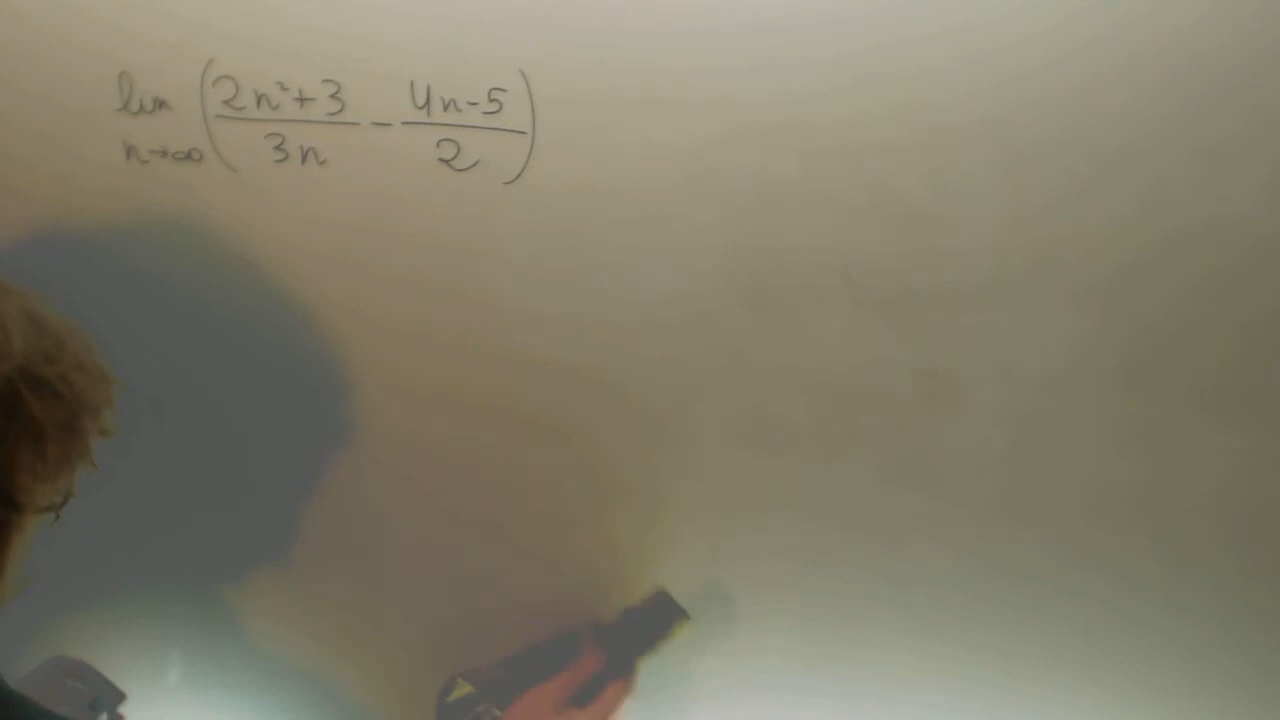 lim n→∞ ( (2n²+3)/(3n) − (4n−5)/2 )